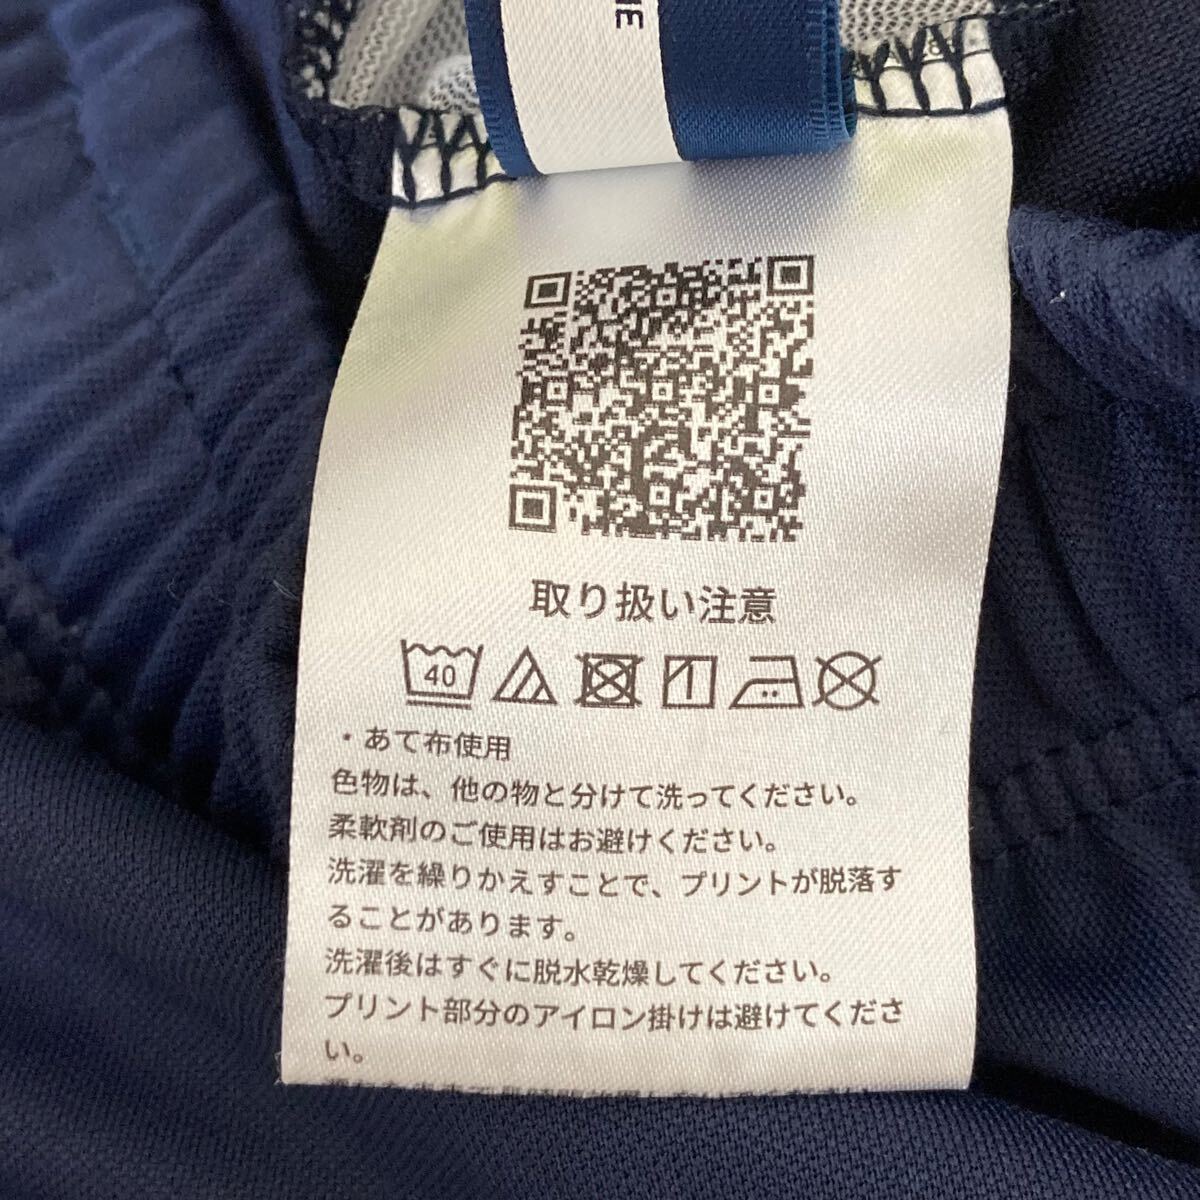 取り扱い注意
40
・あて布使用
色物は、他の物と分けて洗ってください。
柔軟剤のご使用はお避けください。
洗濯を繰りかえすことで、プリントが脱落す
ることがあります。
洗濯後はすぐに脱水乾燥してください。
プリント部分のアイロン掛けは避けてくださ
い。